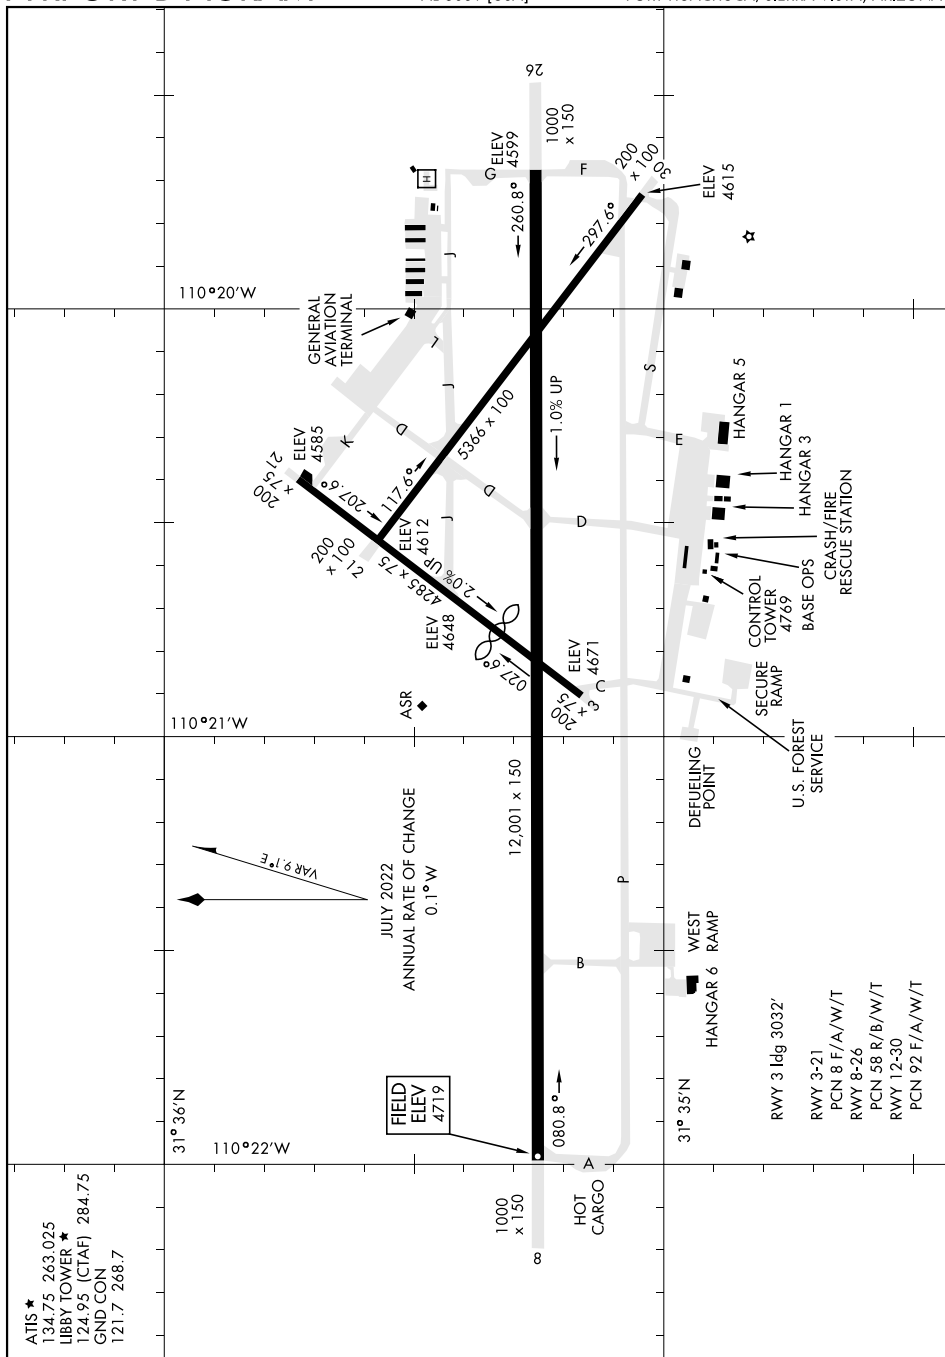 ATIS ★
134.75 263.025
LIBBY TOWER ★
124.95 (CTAF) 284.75
GND CON
121.7 268.7
31° 36'N
110°22'W
110°21'W
110°20'W
31° 35'N
FIELD
ELEV
4719
1000
x 150
8
HOT
CARGO
A
080.8°
B
P
C
12,001 x 150
JULY 2022
ANNUAL RATE OF CHANGE
0.1°W
VAR 9.1°E
ASR
200
x 75
3
ELEV
4671
027.6°
ELEV
4648
4285 x 75
2.0% UP
ELEV
4612
200
x 100
12
117.6°
207.6°
ELEV
4585
200
x 75
21
K
D
D
D
J
J
J
L
GENERAL
AVIATION
TERMINAL
H
G
ELEV
4599
260.8°
F
1000
x 150
26
200
x 100
30
ELEV
4615
297.6°
5366 x 100
1.0% UP
S
E
HANGAR 5
HANGAR 1
HANGAR 3
CRASH/FIRE
RESCUE STATION
BASE OPS
CONTROL
TOWER
4769
SECURE
RAMP
U.S. FOREST
SERVICE
DEFUELING
POINT
WEST
RAMP
HANGAR 6
RWY 3 ldg 3032'
RWY 3-21
PCN 8 F/A/W/T
RWY 8-26
PCN 58 R/B/W/T
RWY 12-30
PCN 92 F/A/W/T